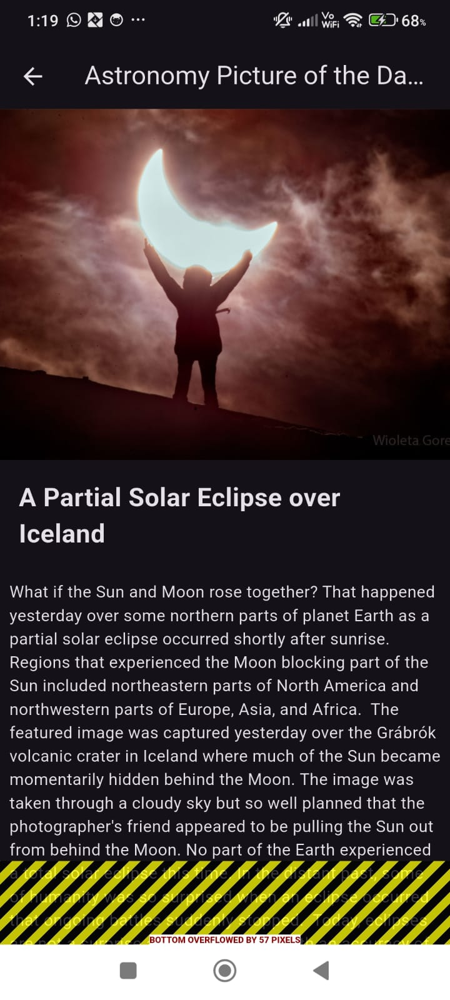 1:19
Vo
WiFi
68%
Astronomy Picture of the Da...
Wioleta Gore
A Partial Solar Eclipse over
Iceland
What if the Sun and Moon rose together? That happened
yesterday over some northern parts of planet Earth as a
partial solar eclipse occurred shortly after sunrise.
Regions that experienced the Moon blocking part of the
Sun included northeastern parts of North America and
northwestern parts of Europe, Asia, and Africa.  The
featured image was captured yesterday over the Grábrók
volcanic crater in Iceland where much of the Sun became
momentarily hidden behind the Moon. The image was
taken through a cloudy sky but so well planned that the
photographer's friend appeared to be pulling the Sun out
from behind the Moon. No part of the Earth experienced
a total solar eclipse this time. In the distant past, some
of humanity was so surprised when an eclipse occurred
that ongoing battles suddenly stopped.  Today, eclipses
are not a surprise
BOTTOM OVERFLOWED BY 57 PIXELS
an accuracy of